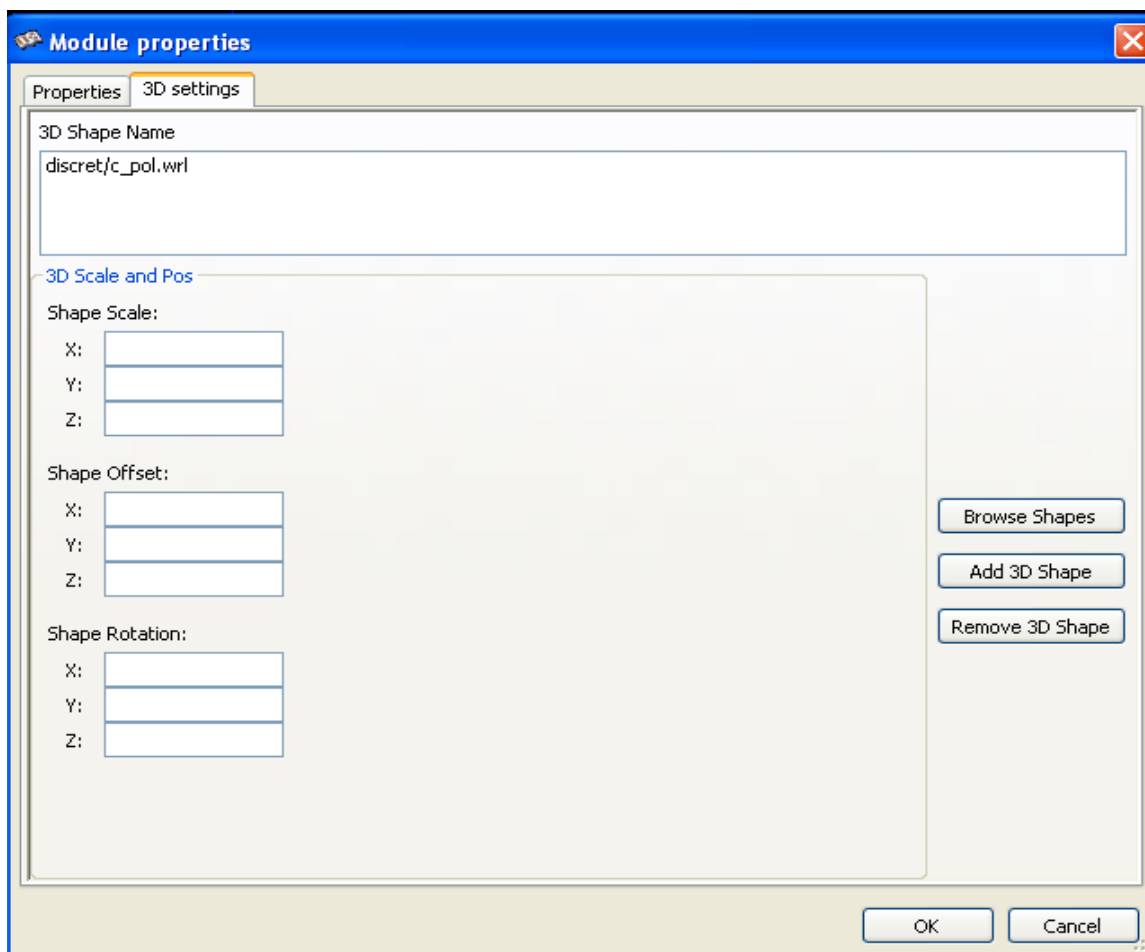 Module properties
Properties
3D settings
3D Shape Name
discret/c_pol.wrl
3D Scale and Pos
Shape Scale:
X:
Y:
Z:
Shape Offset:
X:
Y:
Z:
Shape Rotation:
X:
Y:
Z:
Browse Shapes
Add 3D Shape
Remove 3D Shape
OK
Cancel